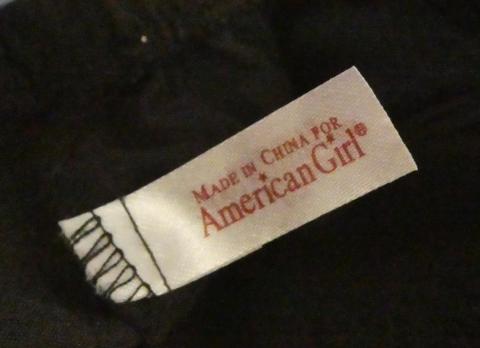 Made in China for
American Girl®